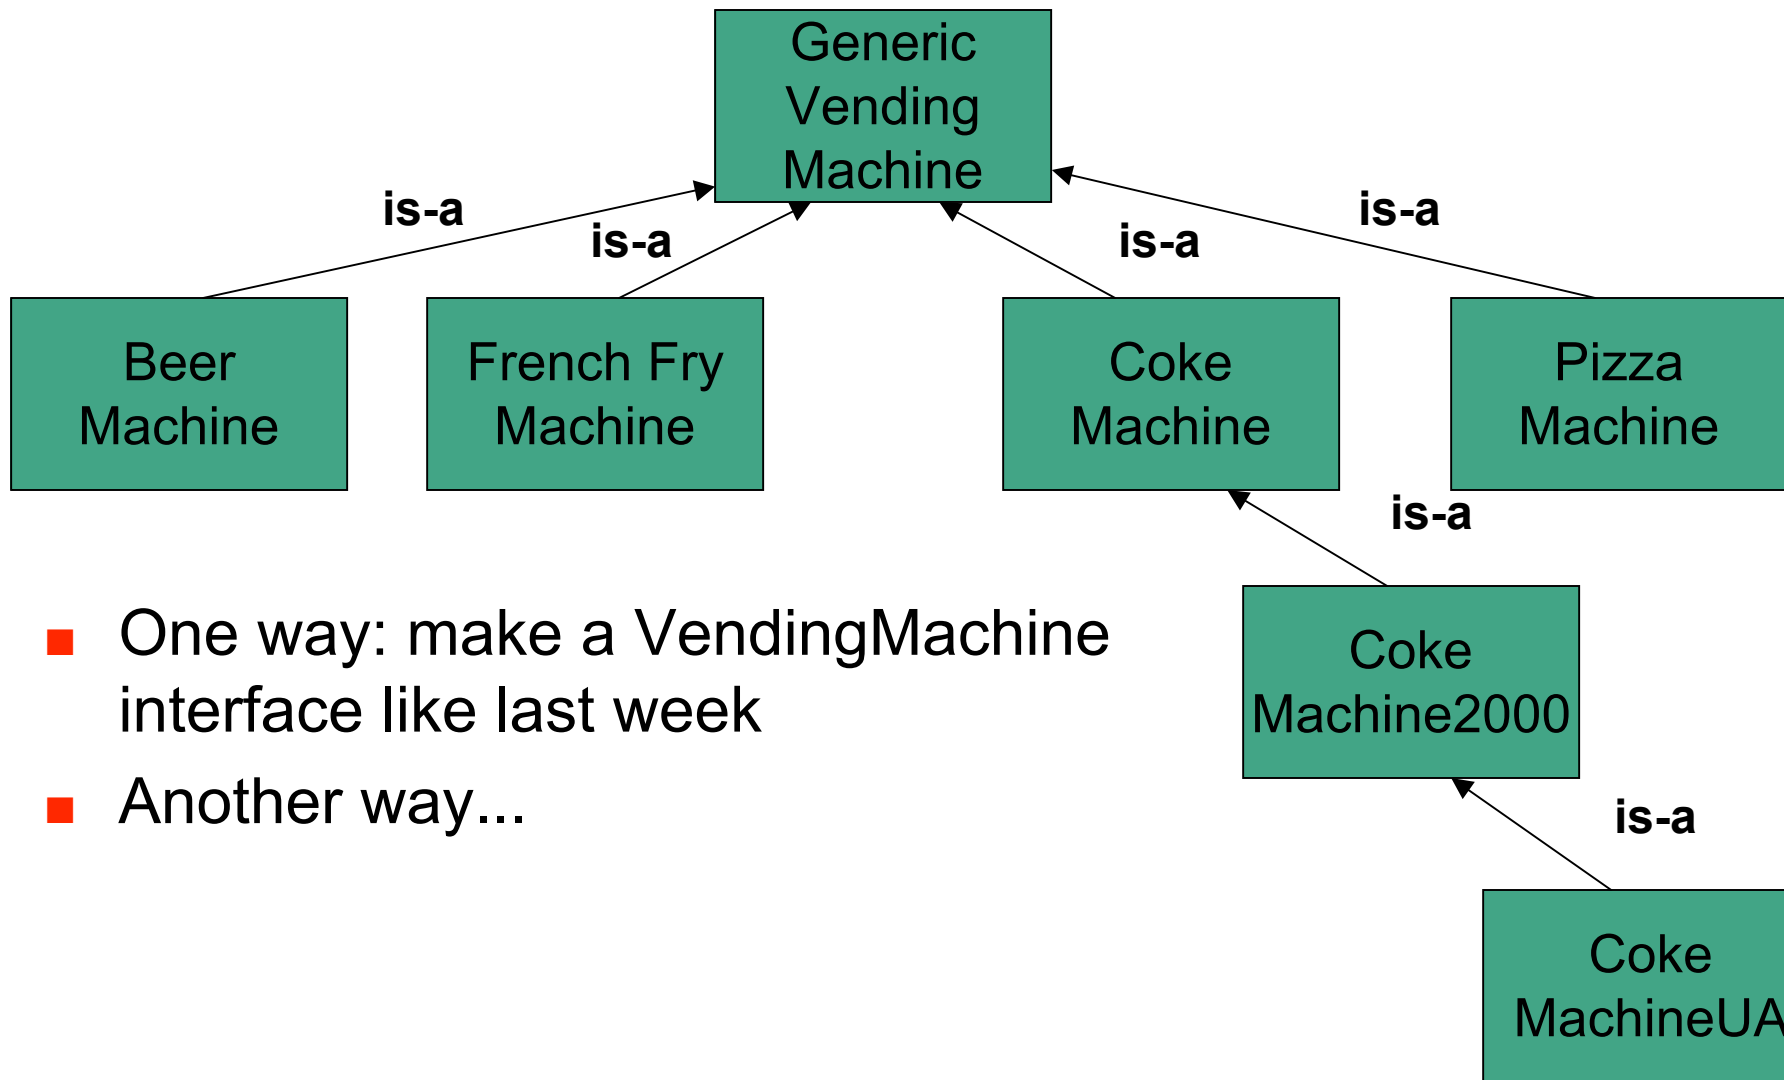 Generic
Vending
Machine
is-a
is-a
is-a
is-a
Beer
Machine
French Fry
Machine
Coke
Machine
Pizza
Machine
is-a
Coke
Machine2000
■ One way: make a VendingMachine
interface like last week
■ Another way...
is-a
Coke
MachineUA